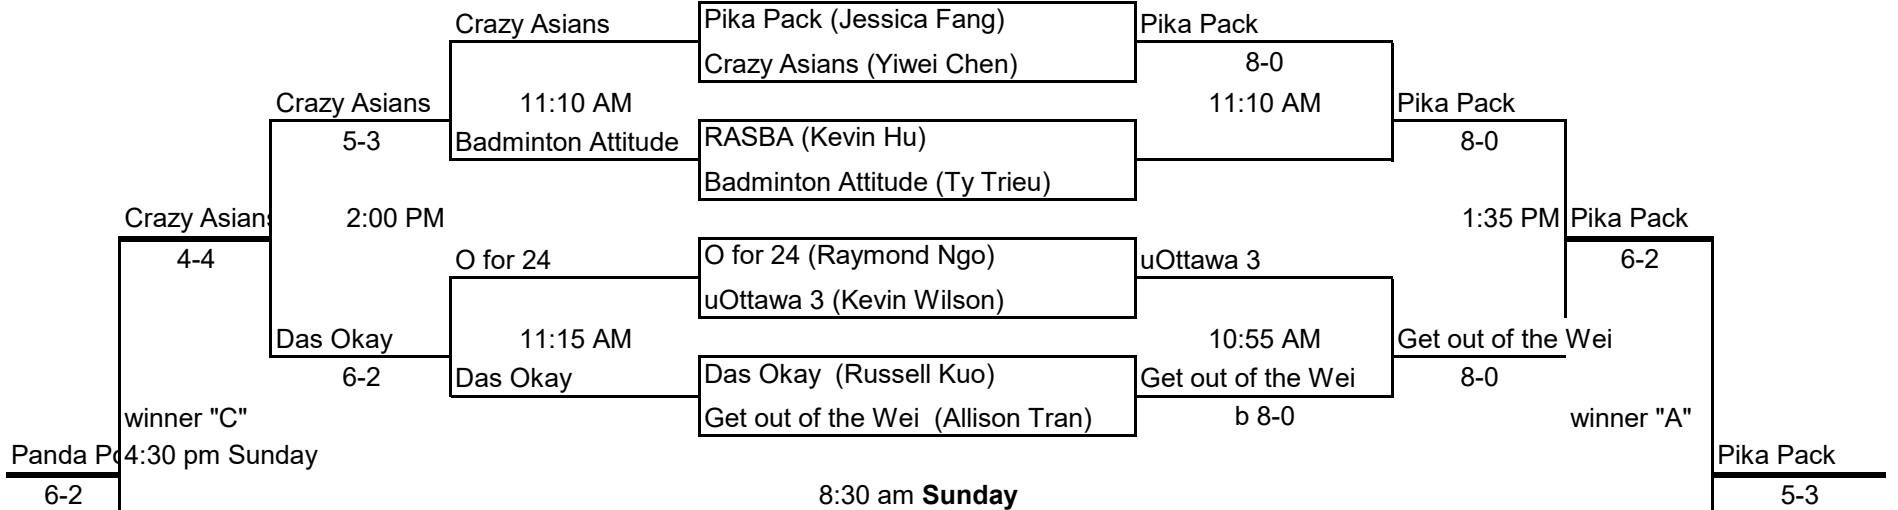 Crazy Asians
Pika Pack (Jessica Fang)
Pika Pack
Crazy Asians (Yiwei Chen)
8-0
Crazy Asians
11:10 AM
11:10 AM
Pika Pack
5-3
Badminton Attitude
RASBA (Kevin Hu)
8-0
Badminton Attitude (Ty Trieu)
Crazy Asians
2:00 PM
1:35 PM
Pika Pack
4-4
O for 24
O for 24 (Raymond Ngo)
uOttawa 3
6-2
uOttawa 3 (Kevin Wilson)
Das Okay
11:15 AM
10:55 AM
Get out of the Wei
6-2
Das Okay
Das Okay  (Russell Kuo)
Get out of the Wei
8-0
winner "C"
Get out of the Wei  (Allison Tran)
b 8-0
winner "A"
Panda
4:30 pm Sunday
Pika Pack
6-2
8:30 am Sunday
5-3